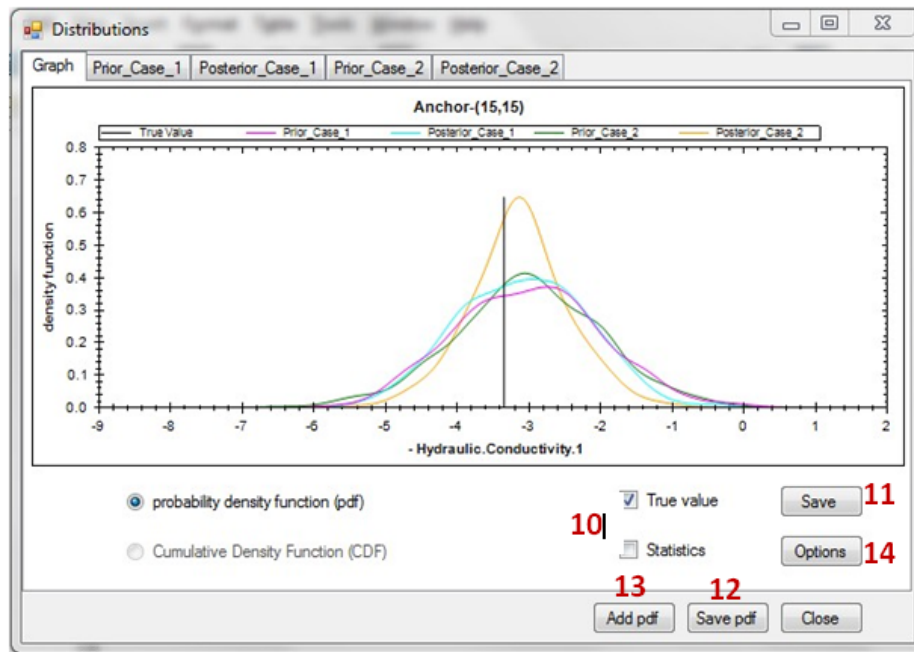 Distributions
Graph Prior_Case_1 Posterior_Case_1 Prior_Case_2 Posterior_Case_2
Anchor-(15,15)
True Value Prior_Case_1 Posterior_Case_1 Prior_Case_2 Posterior_Case_2
0.8
0.7
0.6
0.5
0.4
0.3
0.2
0.1
0.0
density function
-9 -8 -7 -6 -5 -4 -3 -2 -1 0 1 2
- Hydraulic.Conductivity.1
probability density function (pdf) True value Save 11
10
Cumulative Density Function (CDF) Statistics Options 14
13 12
Add pdf Save pdf Close